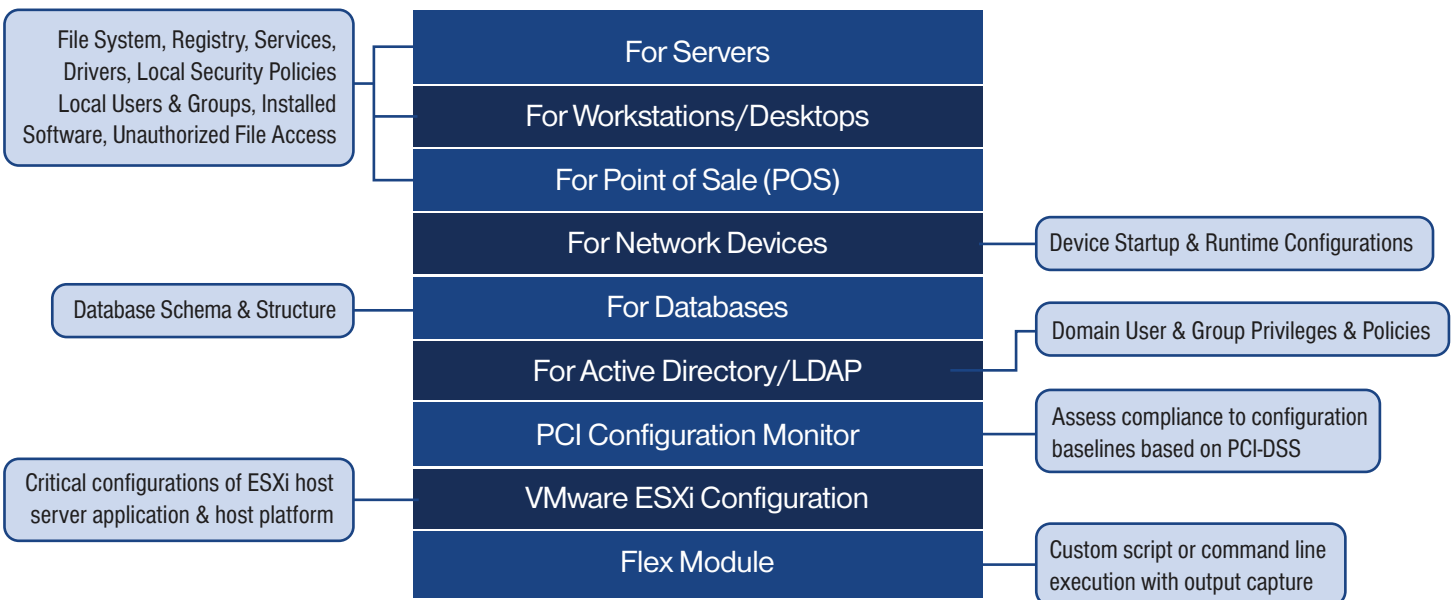 File System, Registry, Services,
Drivers, Local Security Policies
Local Users & Groups, Installed
Software, Unauthorized File Access
For Servers
For Workstations/Desktops
For Point of Sale (POS)
For Network Devices
Device Startup & Runtime Configurations
Database Schema & Structure
For Databases
For Active Directory/LDAP
Domain User & Group Privileges & Policies
PCI Configuration Monitor
Assess compliance to configuration
baselines based on PCI-DSS
Critical configurations of ESXi host
server application & host platform
VMware ESXi Configuration
Flex Module
Custom script or command line
execution with output capture